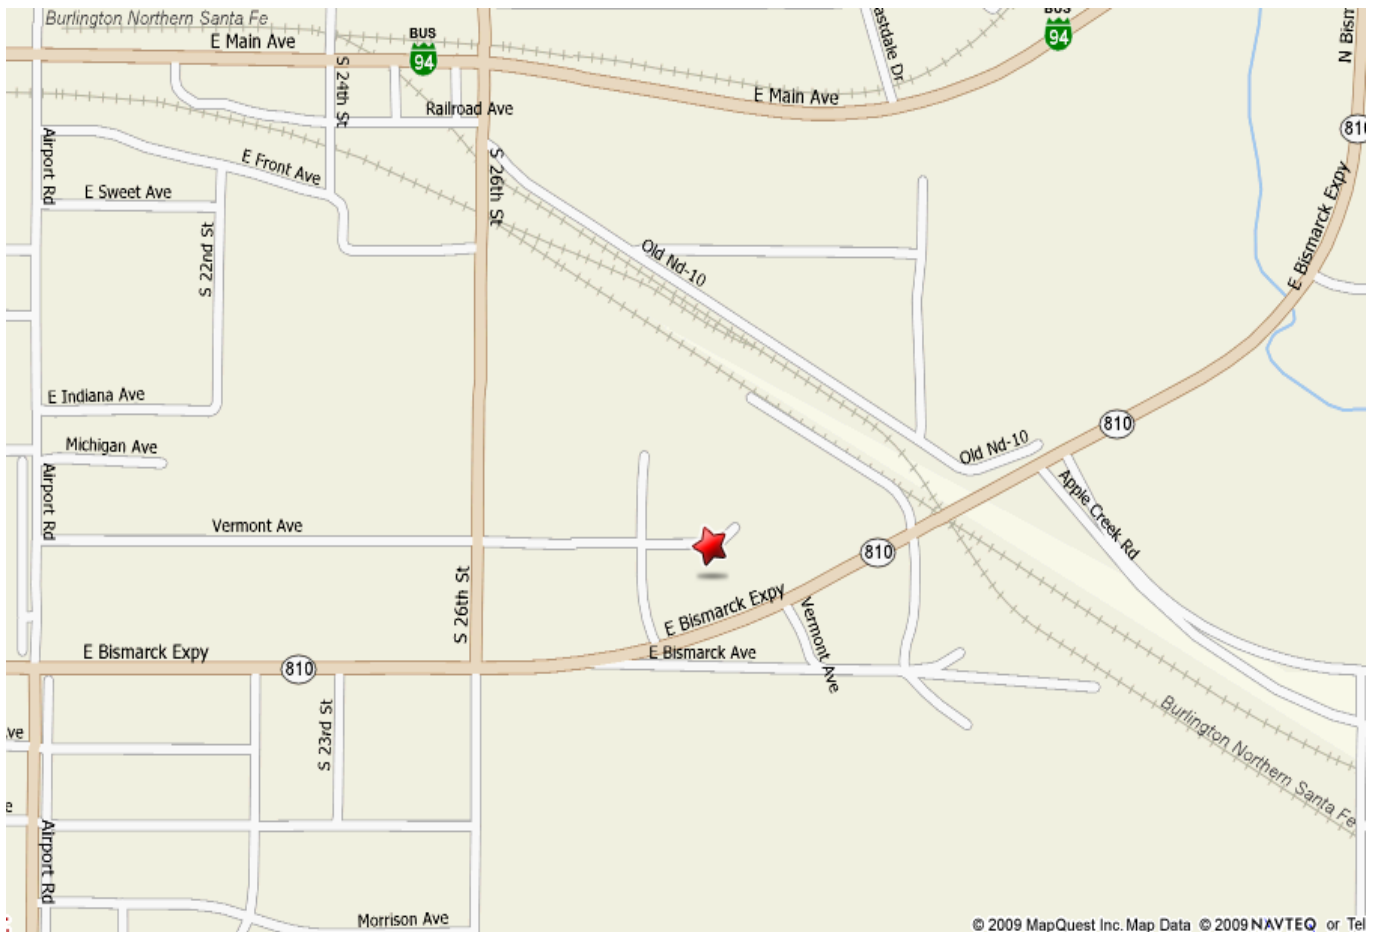 Burlington Northern Santa Fe
E Main Ave
BUS
94
BUS
94
astdale Dr
N Bism
S 24th St
E Main Ave
Railroad Ave
810
Airport Rd
E Front Ave
S 26th St
E Sweet Ave
E Bismarck Expy
S 22nd St
Old Nd-10
E Indiana Ave
810
Michigan Ave
Old Nd-10
Airport Rd
Apple Creek Rd
Vermont Ave
810
S 26th St
E Bismarck Expy
Vermont Ave
E Bismarck Expy
E Bismarck Ave
810
S 23rd St
Burlington Northern Santa Fe
ve
e
Airport Rd
Morrison Ave
© 2009 MapQuest Inc. Map Data © 2009 NAVTEQ or Tel